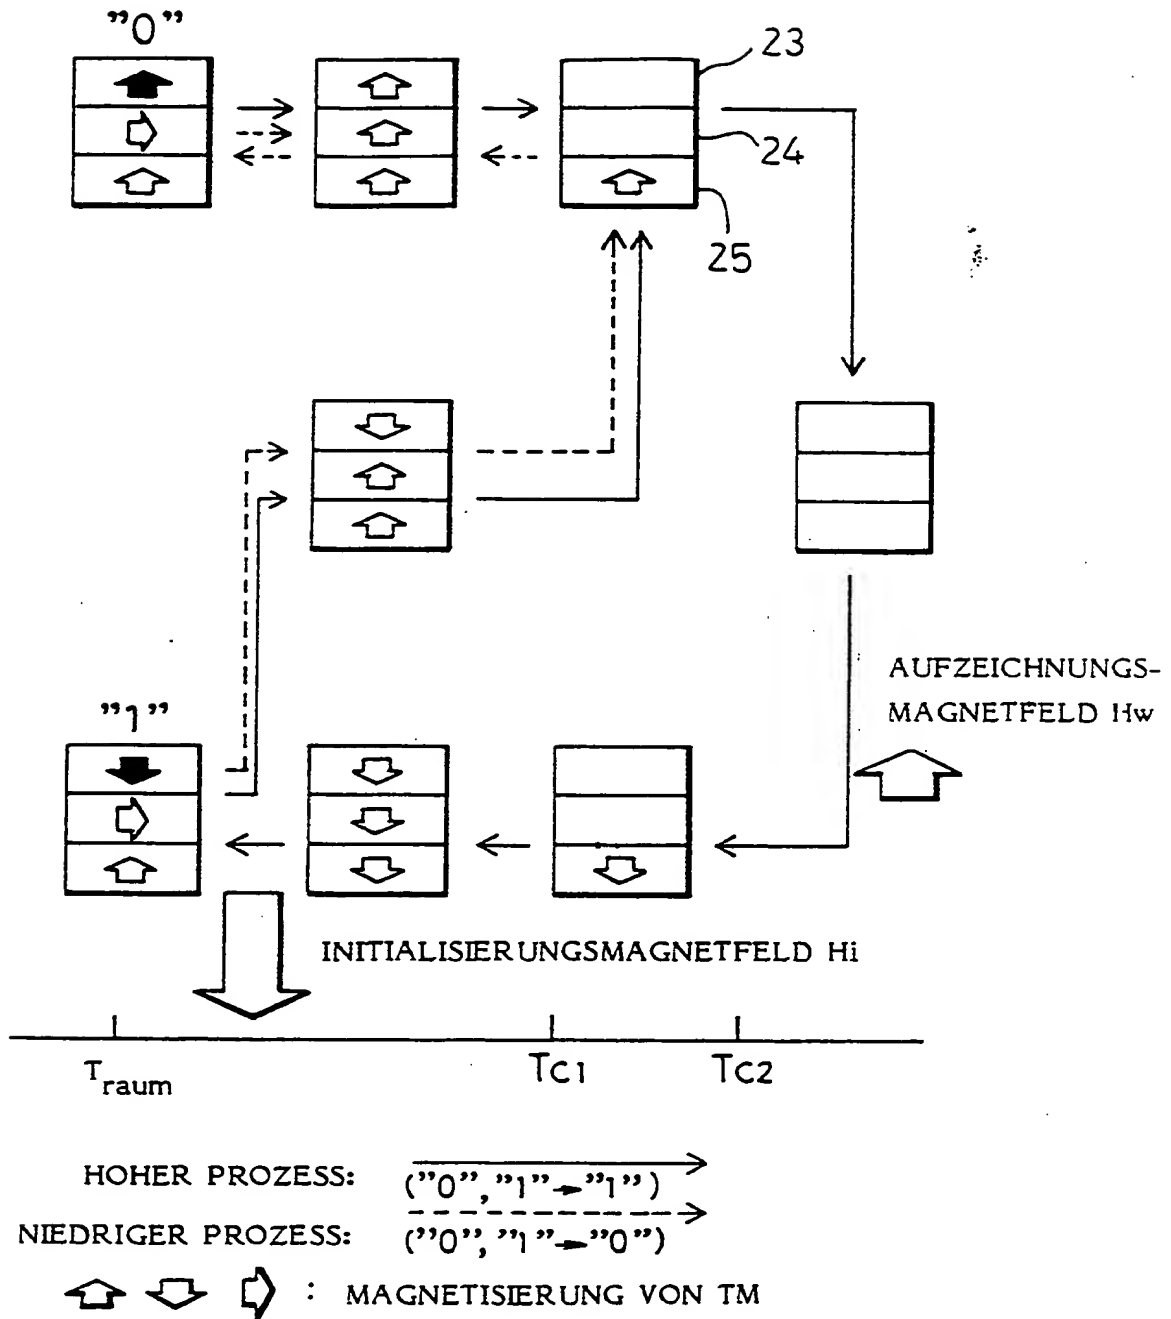 "0"
23
24
25
"1"
AUFZEICHNUNGS-
MAGNETFELD Hw
INITIALISIERUNGSMAGNETFELD Hi
Traum
TC1
TC2
HOHER PROZESS:
("0", "1"→"1")
NIEDRIGER PROZESS:
("0", "1"→"0")
: MAGNETISIERUNG VON TM